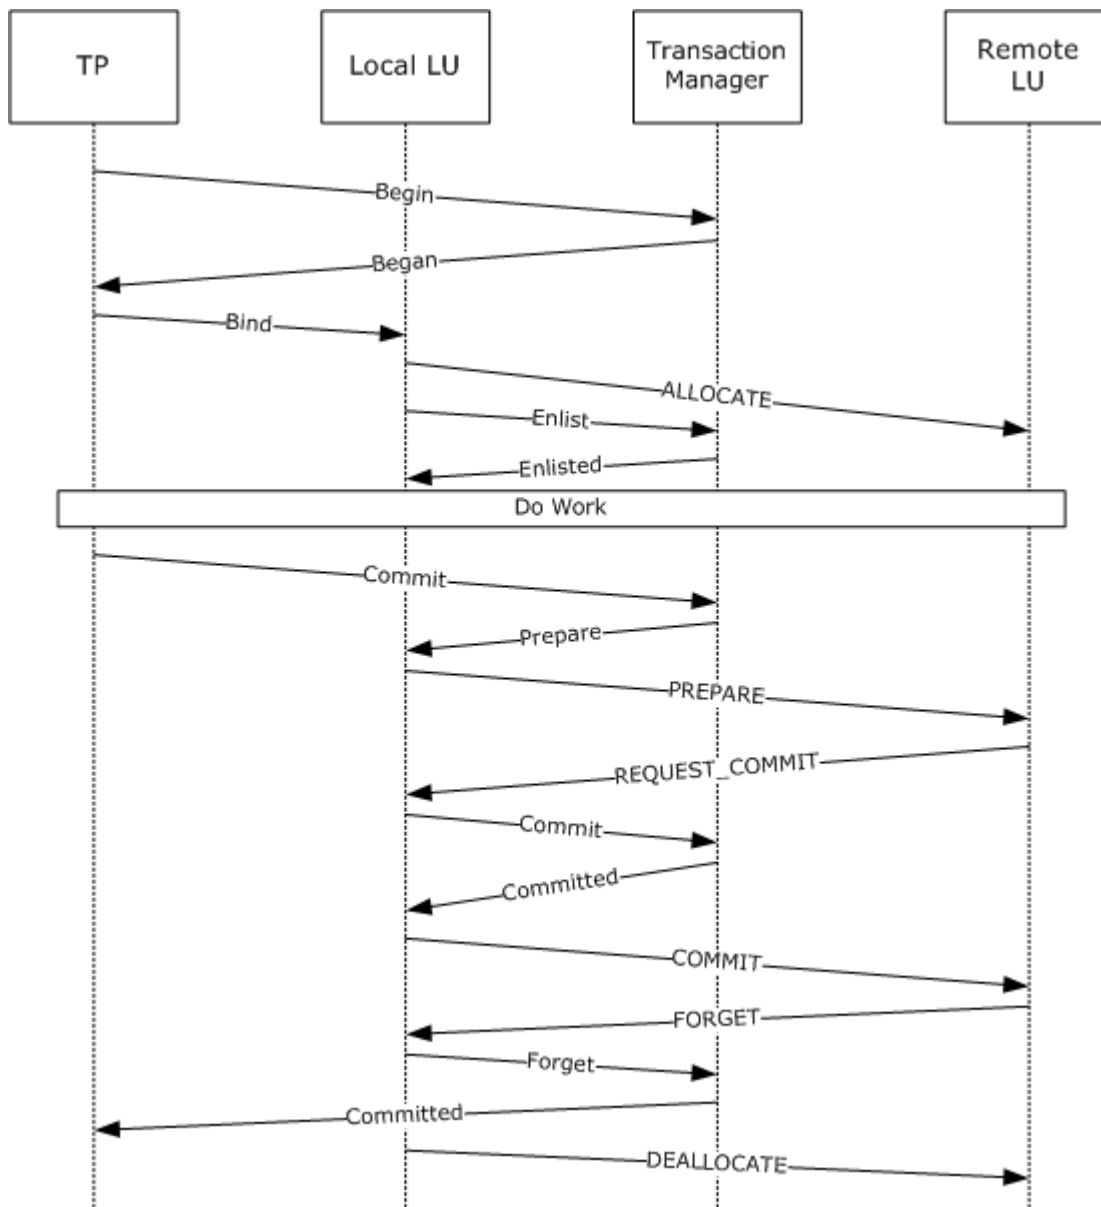 TP
Local LU
Transaction
Manager
Remote
LU
Begin
Began
Bind
ALLOCATE
Enlist
Enlisted
Do Work
Commit
Prepare
PREPARE
REQUEST_COMMIT
Commit
Committed
COMMIT
FORGET
Forget
Committed
DEALLOCATE